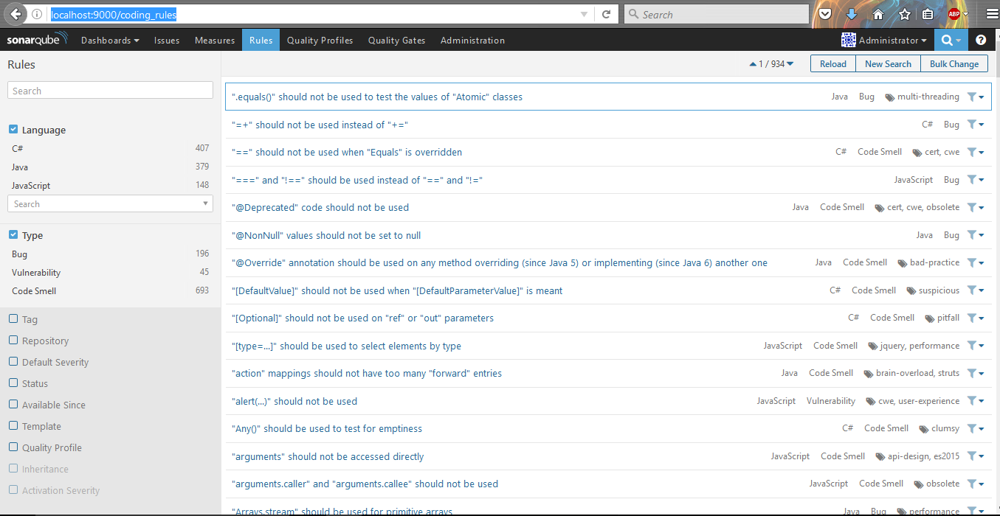 localhost:9000/coding_rules Search ABP
sonarqube Dashboards Issues Measures Rules Quality Profiles Quality Gates Administration Administrator ?
Rules 1 / 934 Reload New Search Bulk Change
Search
Language
C# 407
Java 379
JavaScript 148
Search
Type
Bug 196
Vulnerability 45
Code Smell 693
Tag
Repository
Default Severity
Status
Available Since
Template
Quality Profile
Inheritance
Activation Severity
".equals()" should not be used to test the values of "Atomic" classes Java Bug multi-threading
"=+" should not be used instead of "+=" C# Bug
"==" should not be used when "Equals" is overridden C# Code Smell cert, cwe
"===" and "!==" should be used instead of "==" and "!=" JavaScript Bug
"@Deprecated" code should not be used Java Code Smell cert, cwe, obsolete
"@NonNull" values should not be set to null Java Bug
"@Override" annotation should be used on any method overriding (since Java 5) or implementing (since Java 6) another one Java Code Smell bad-practice
"[DefaultValue]" should not be used when "[DefaultParameterValue]" is meant C# Code Smell suspicious
"[Optional]" should not be used on "ref" or "out" parameters C# Code Smell pitfall
"[type=...]" should be used to select elements by type JavaScript Code Smell jquery, performance
"action" mappings should not have too many "forward" entries Java Code Smell brain-overload, struts
"alert(...)" should not be used JavaScript Vulnerability cwe, user-experience
"Any()" should be used to test for emptiness C# Code Smell clumsy
"arguments" should not be accessed directly JavaScript Code Smell api-design, es2015
"arguments.caller" and "arguments.callee" should not be used JavaScript Code Smell obsolete
"Arrays.stream" should be used for primitive arrays Java Bug performance